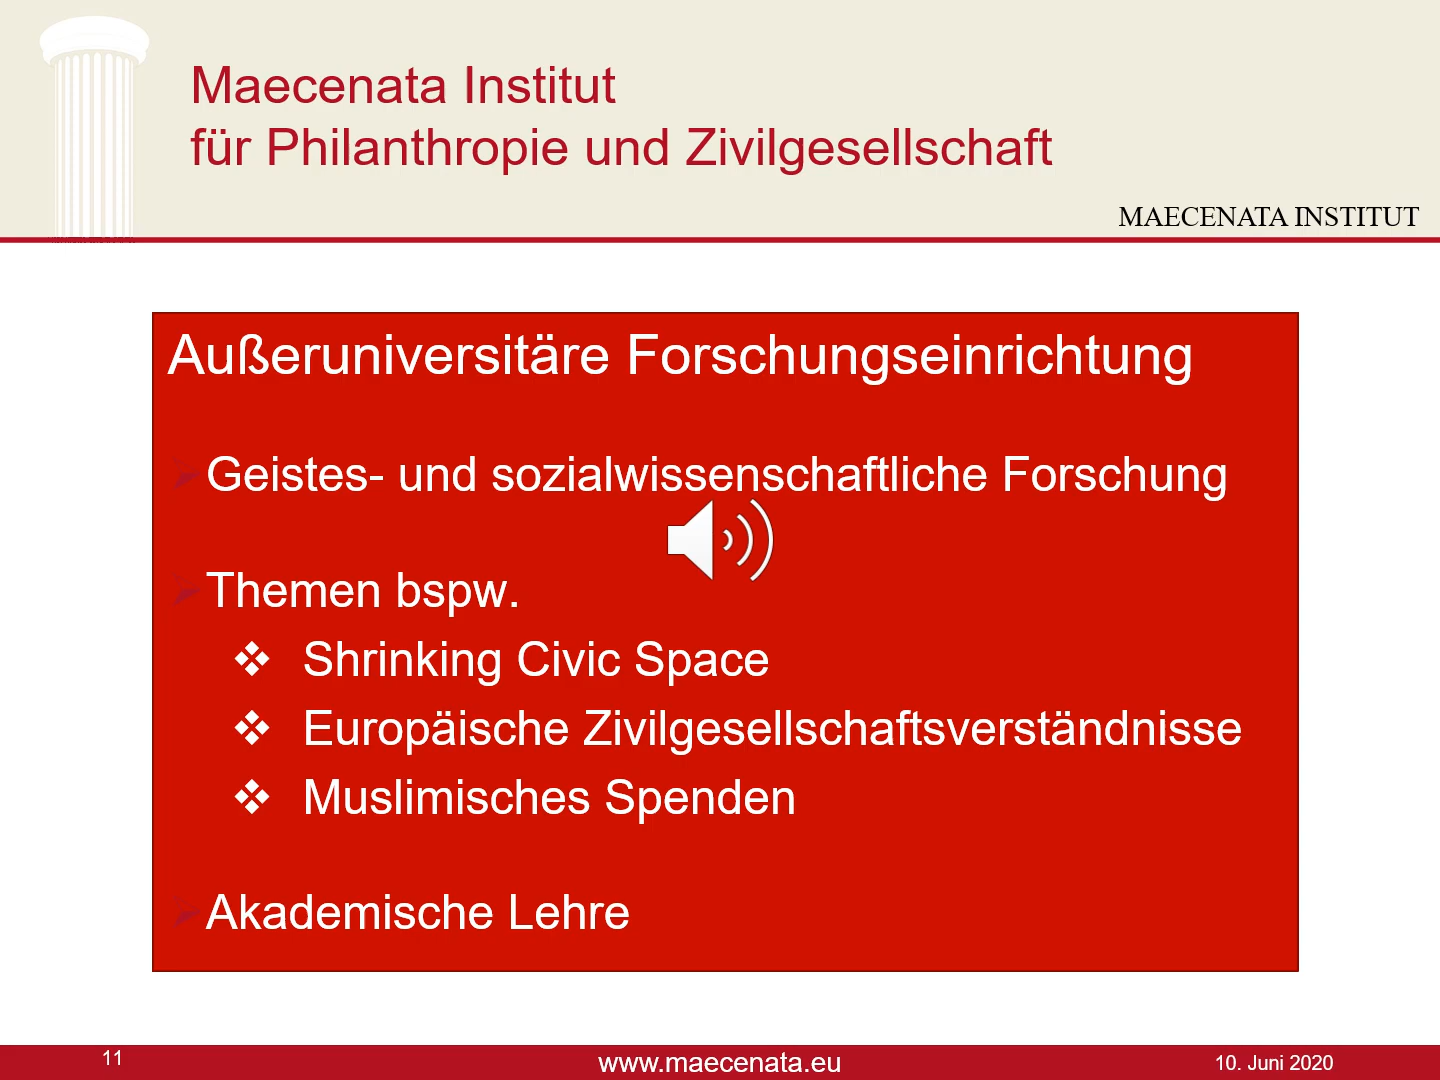 Maecenata Institut
für Philanthropie und Zivilgesellschaft
MAECENATA INSTITUT
Außeruniversitäre Forschungseinrichtung
Geistes- und sozialwissenschaftliche Forschung
Themen bspw.
Shrinking Civic Space
Europäische Zivilgesellschaftsverständnisse
Muslimisches Spenden
Akademische Lehre
11
www.maecenata.eu
10. Juni 2020